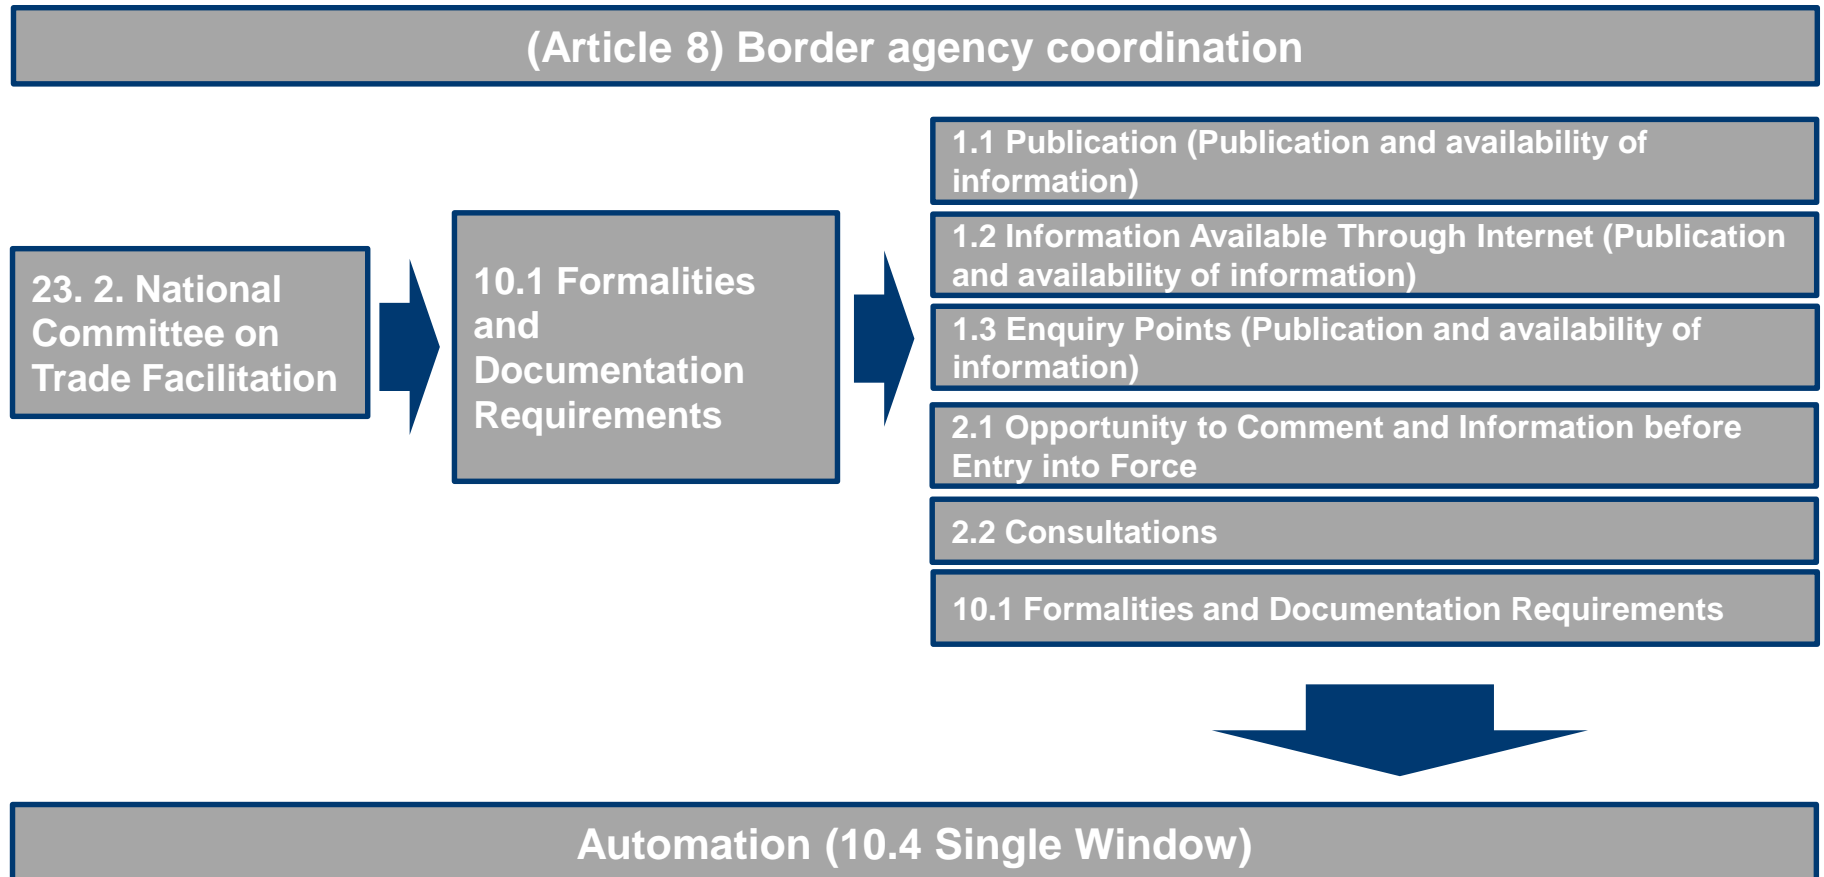 (Article 8) Border agency coordination
23. 2. National
Committee on
Trade Facilitation
10.1 Formalities
and
Documentation
Requirements
1.1 Publication (Publication and availability of
information)
1.2 Information Available Through Internet (Publication
and availability of information)
1.3 Enquiry Points (Publication and availability of
information)
2.1 Opportunity to Comment and Information before
Entry into Force
2.2 Consultations
10.1 Formalities and Documentation Requirements
Automation (10.4 Single Window)